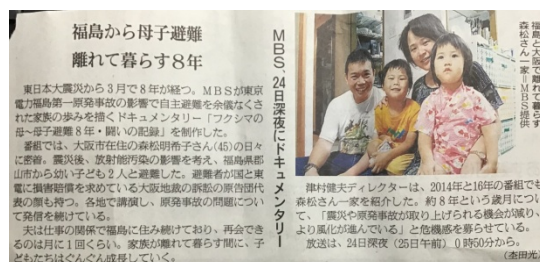 福島から母子避難
離れて暮らす8年
東日本大震災から3月で8年が経つ。MBSが東京
電力福島第一原発事故の影響で自主避難を余儀なくさ
れた家族の歩みを描くドキュメンタリー「フクシマの
母〜母子避難8年・闘いの記録」を制作した。
番組では、大阪市在住の森松明希子さん(45)の日々
に密着。震災後、放射能汚染の影響を考え、福島県郡
山市から幼い子ども2人と避難した。避難者が国と東
電に損害賠償を求めている大阪地裁の訴訟の原告団代
表の顔も持つ。各地で講演し、原発事故の問題につい
て発信を続けている。
夫は仕事の関係で福島に住み続けており、再会でき
るのは月に1回くらい。家族が離れて暮らす間に、子
どもたちはぐんぐん成長していく。
MBS、24日深夜にドキュメンタリー
福島と大阪で離れて暮らす
森松さん一家=MBS提供
津村健夫ディレクターは、2014年と16年の番組でも
森松さん一家を紹介した。約8年という歳月につい
て、「震災や原発事故が取り上げられる機会が減り、
より風化が進んでいる」と危機感を募らせている。
放送は、24日深夜(25日午前)0時50分から。
(杢田光)